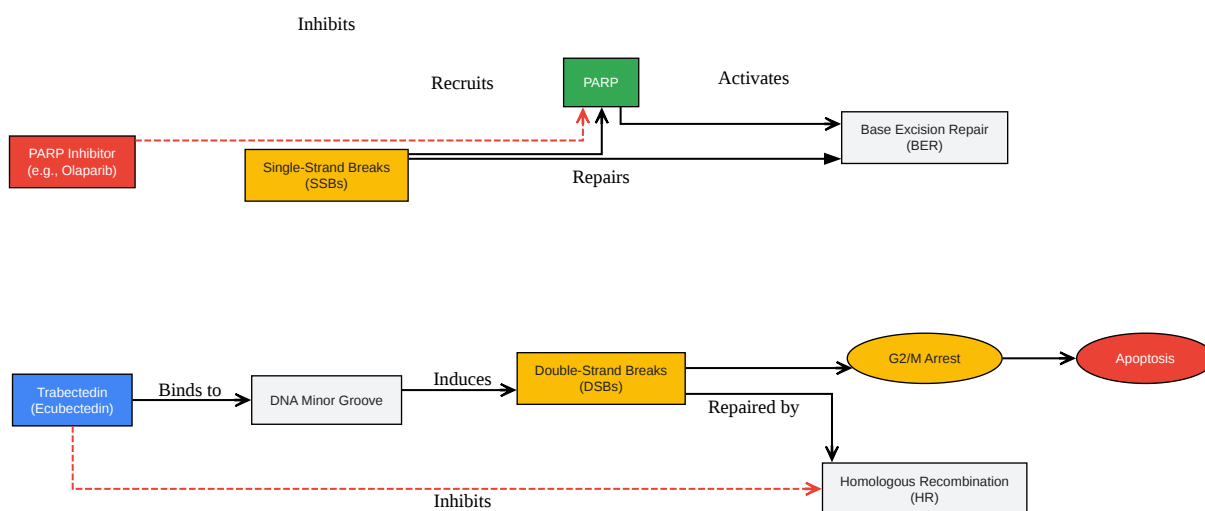 Inhibits
Recruits
PARP
Activates
PARP Inhibitor
(e.g., Olaparib)
Single-Strand Breaks
(SSBs)
Repairs
Base Excision Repair
(BER)
Trabectedin
(Ecubectedin)
Binds to
DNA Minor Groove
Induces
Double-Strand Breaks
(DSBs)
Repaired by
G2/M Arrest
Apoptosis
Inhibits
Homologous Recombination
(HR)